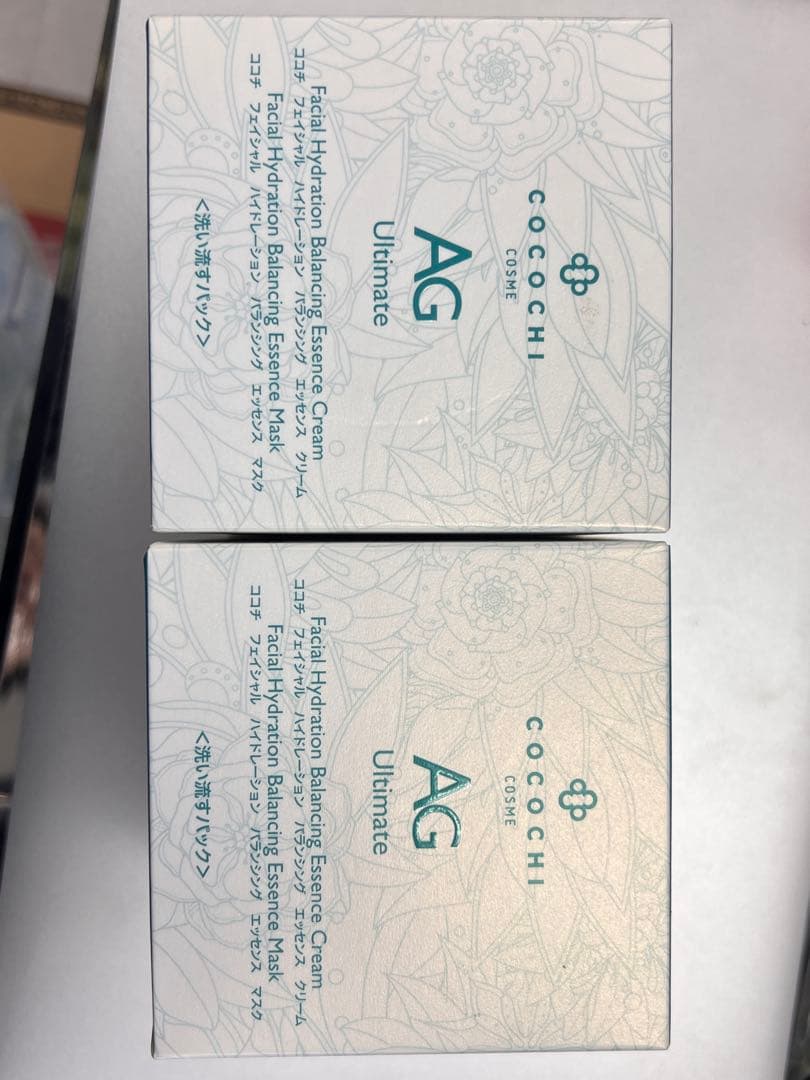 COCOCHI
COSME
AG
Ultimate
Facial Hydration Balancing Essence Cream
ココチ フェイシャル ハイドレーション バランシング エッセンス クリーム
Facial Hydration Balancing Essence Mask
ココチ フェイシャル ハイドレーション バランシング エッセンス マスク
<洗い流すパック>
COCOCHI
COSME
AG
Ultimate
Facial Hydration Balancing Essence Cream
ココチ フェイシャル ハイドレーション バランシング エッセンス クリーム
Facial Hydration Balancing Essence Mask
ココチ フェイシャル ハイドレーション バランシング エッセンス マスク
<洗い流すパック>